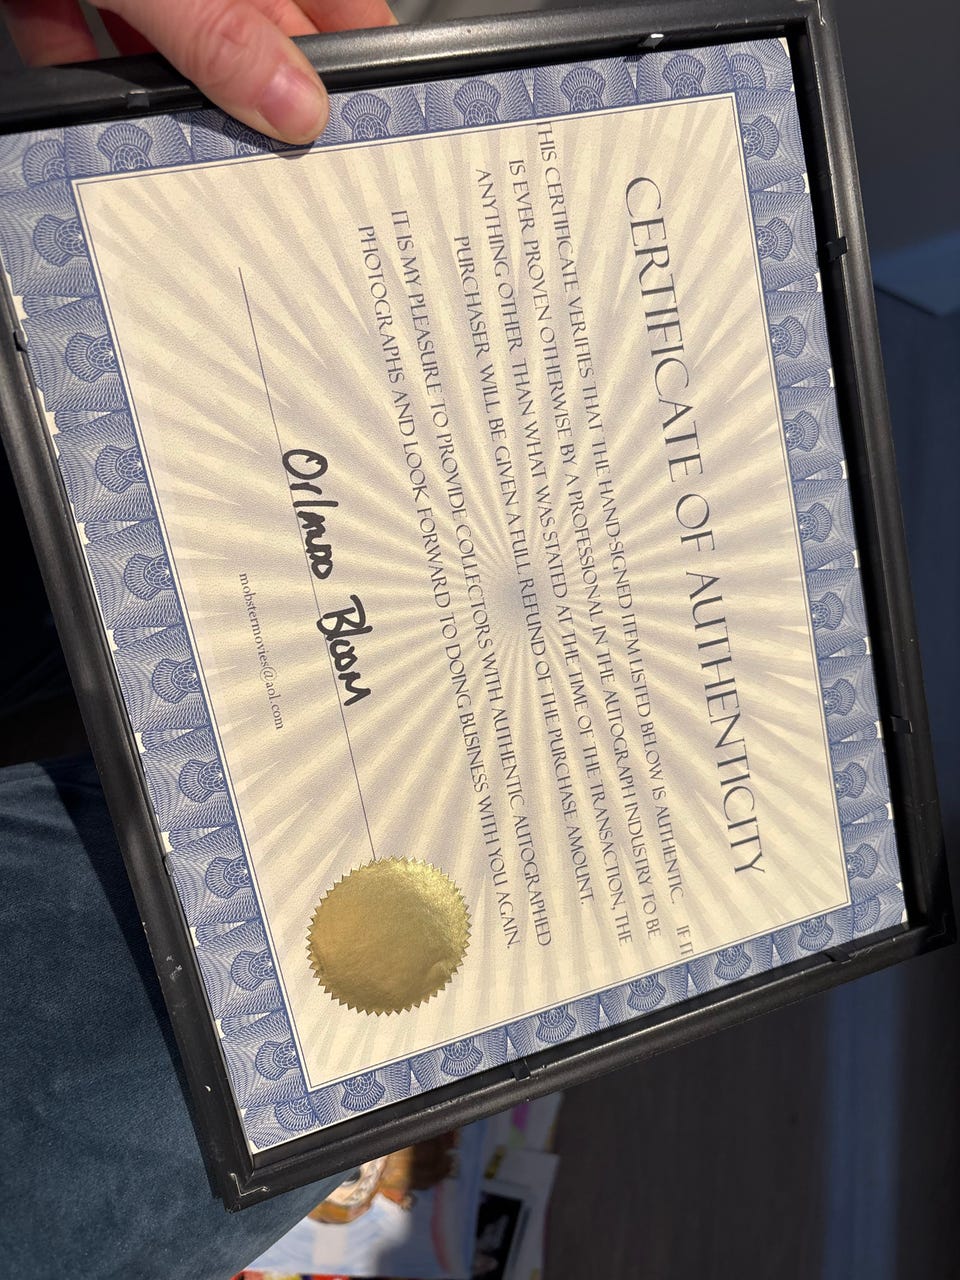 CERTIFICATE OF AUTHENTICITY
THIS CERTIFICATE VERIFIES THAT THE HAND-SIGNED ITEM LISTED BELOW IS AUTHENTIC. IF IT
IS EVER PROVEN OTHERWISE BY A PROFESSIONAL IN THE AUTOGRAPH INDUSTRY TO BE
ANYTHING OTHER THAN WHAT WAS STATED AT THE TIME OF THE TRANSACTION, THE
PURCHASER WILL BE GIVEN A FULL REFUND OF THE PURCHASE AMOUNT.
IT IS MY PLEASURE TO PROVIDE COLLECTORS WITH AUTHENTIC AUTOGRAPHED
PHOTOGRAPHS AND LOOK FORWARD TO DOING BUSINESS WITH YOU AGAIN.
Orlando Bloom
mobstermovies@aol.com